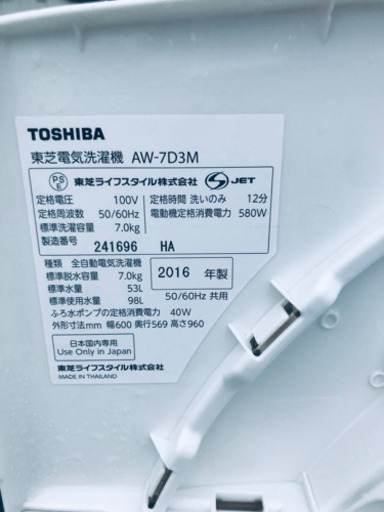 TOSHIBA
東芝電気洗濯機 AW-7D3M
PS E 東芝ライフスタイル株式会社 S JET
定格電圧 100V 定格時間 洗いのみ 12分
定格周波数 50/60Hz 電動機定格消費電力 580W
標準洗濯容量 7.0kg
製造番号 241696 HA
種類 全自動電気洗濯機
標準脱水容量 7.0kg 2016 年製
標準水量 53L
標準使用水量 98L 50/60Hz 共用
ふろ水ポンプの定格消費電力 40W
外形寸法mm 幅600 奥行569 高さ960
日本国内専用
Use Only in Japan
東芝ライフスタイル株式会社
MADE IN THAILAND